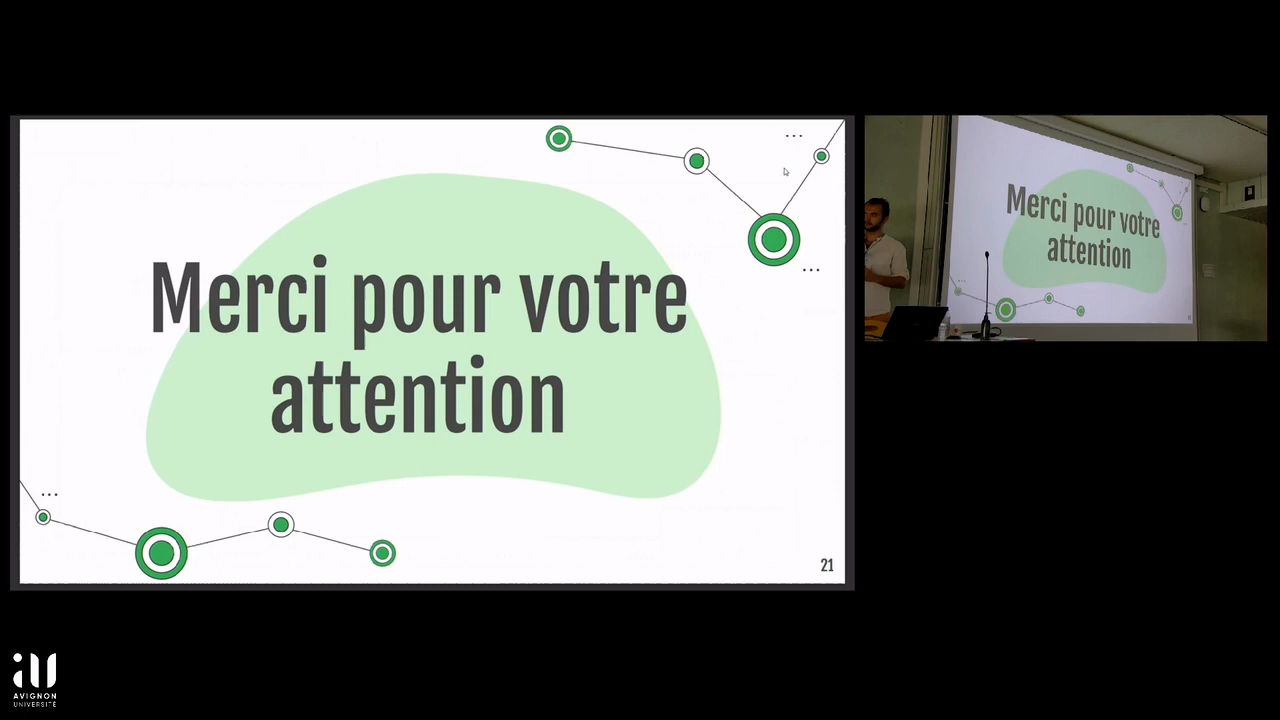 Merci pour votre
attention
21
Merci pour votre
attention
AVIGNON
UNIVERSITÉ